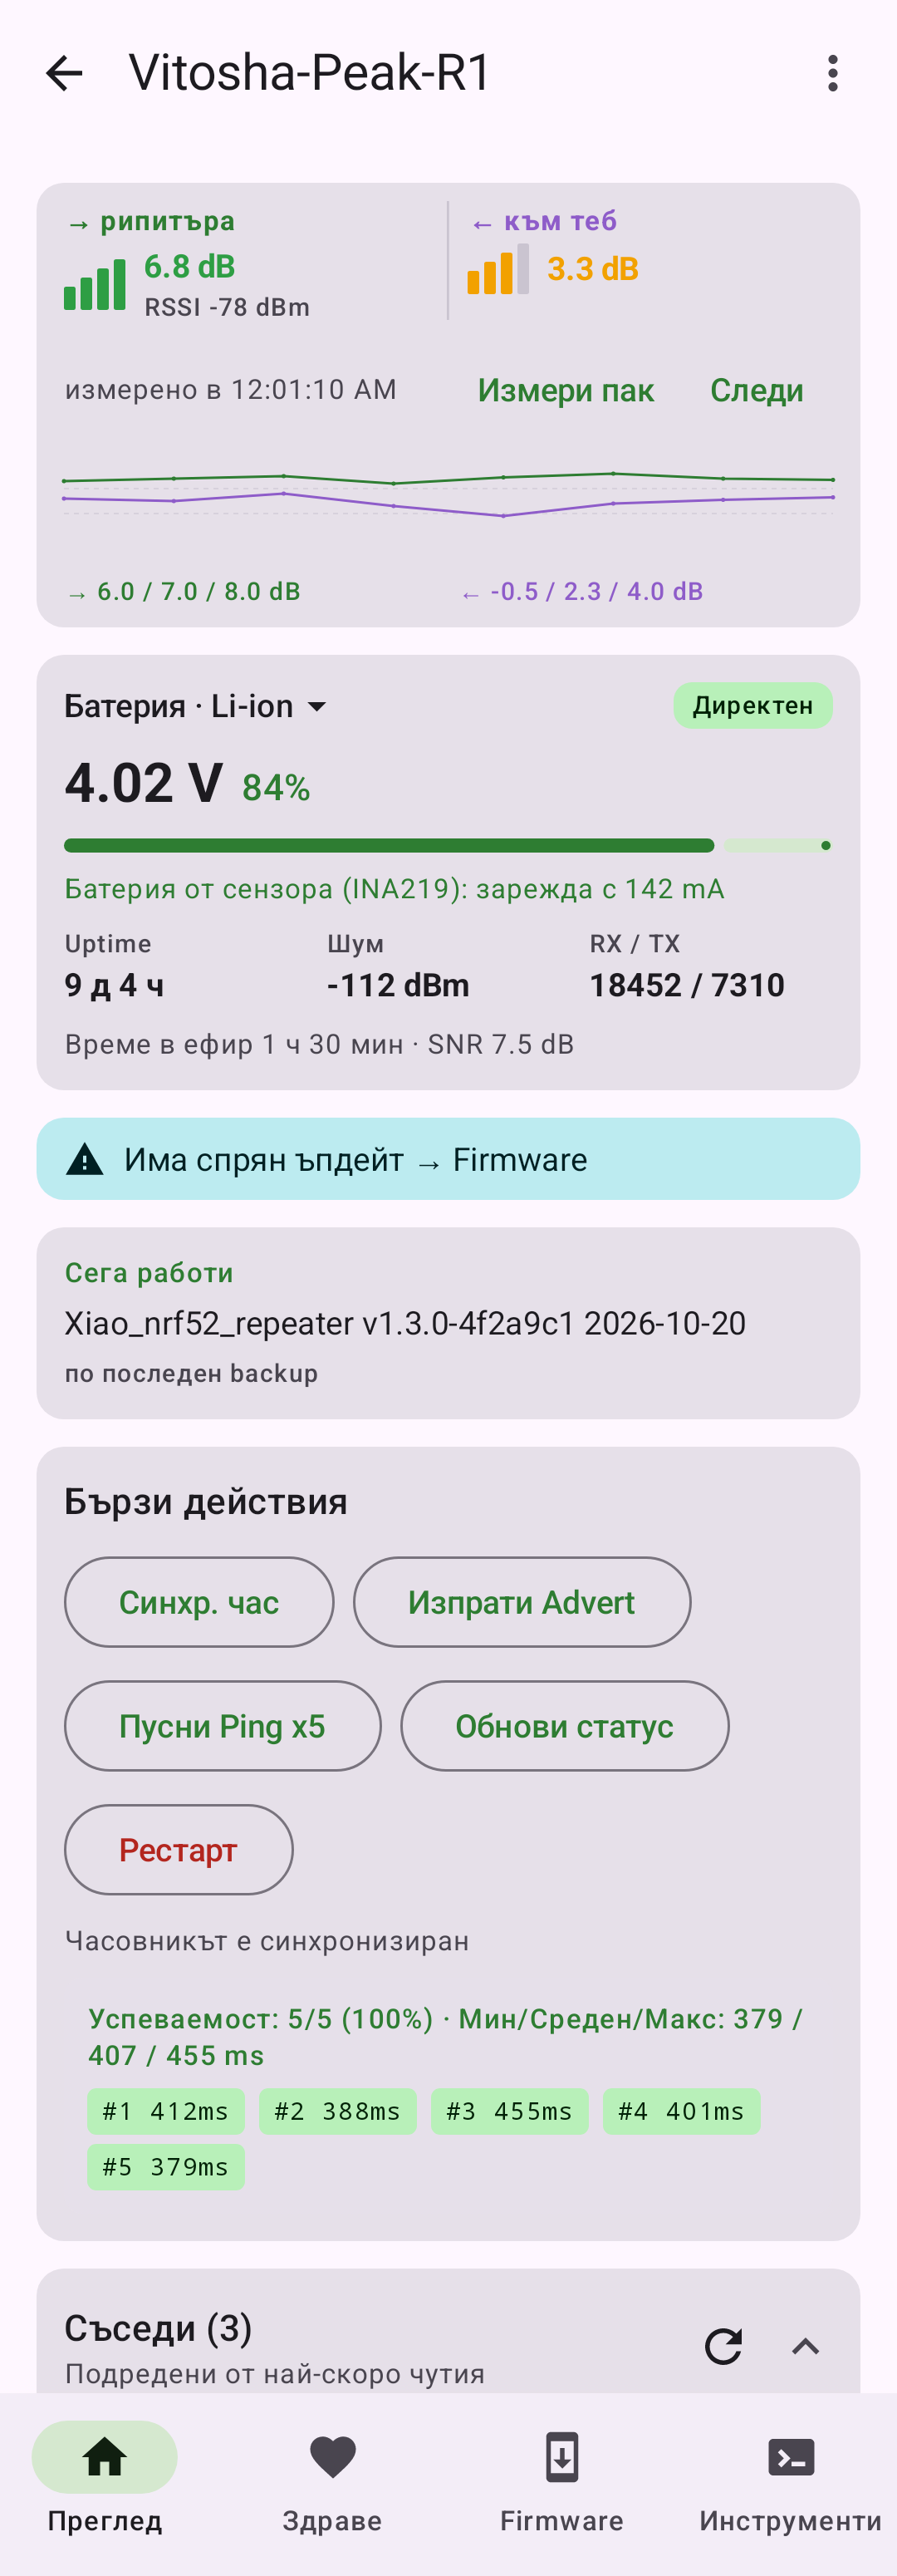 Vitosha-Peak-R1
→ рипитъра
6.8 dB
RSSI -78 dBm
← към теб
3.3 dB
измерено в 12:01:10 AM
Измери пак
Следи
→ 6.0 / 7.0 / 8.0 dB
← -0.5 / 2.3 / 4.0 dB
Батерия · Li-ion
Директен
4.02 V 84%
Батерия от сензора (INA219): зарежда с 142 mA
Uptime
9 д 4 ч
Шум
-112 dBm
RX / TX
18452 / 7310
Време в ефир 1 ч 30 мин · SNR 7.5 dB
Има спрян ъпдейт → Firmware
Сега работи
Xiao_nrf52_repeater v1.3.0-4f2a9c1 2026-10-20
по последен backup
Бързи действия
Синхр. час
Изпрати Advert
Пусни Ping x5
Обнови статус
Рестарт
Часовникът е синхронизиран
Успеваемост: 5/5 (100%) · Мин/Среден/Макс: 379 /
407 / 455 ms
#1 412ms
#2 388ms
#3 455ms
#4 401ms
#5 379ms
Съседи (3)
Подредени от най-скоро чутия
Преглед
Здраве
Firmware
Инструменти